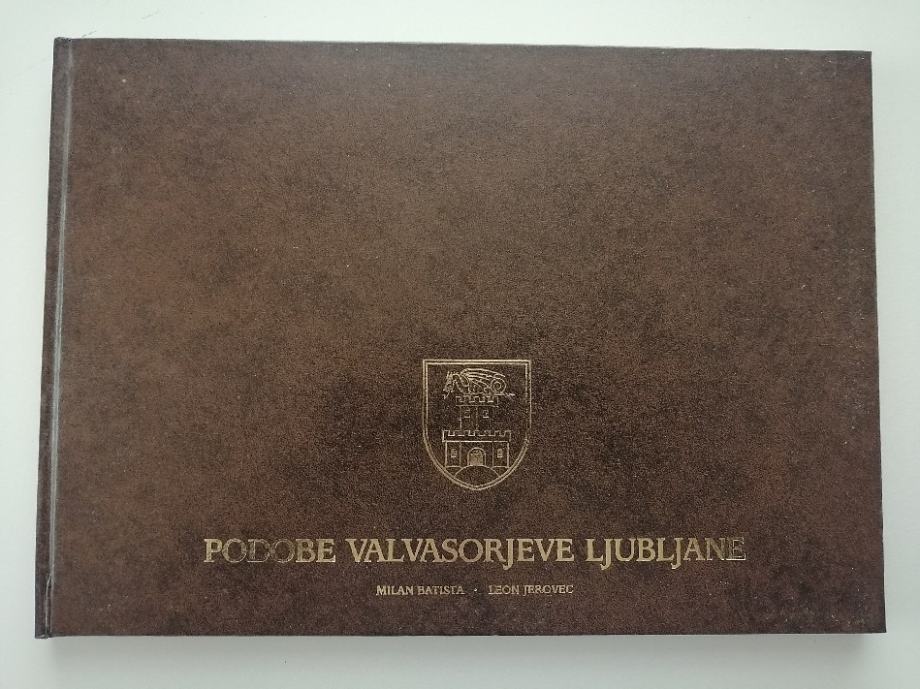 PODOBE VALVASORJEVE LJUBLJANE
MILAN BATISTA · LEON JEROVEC